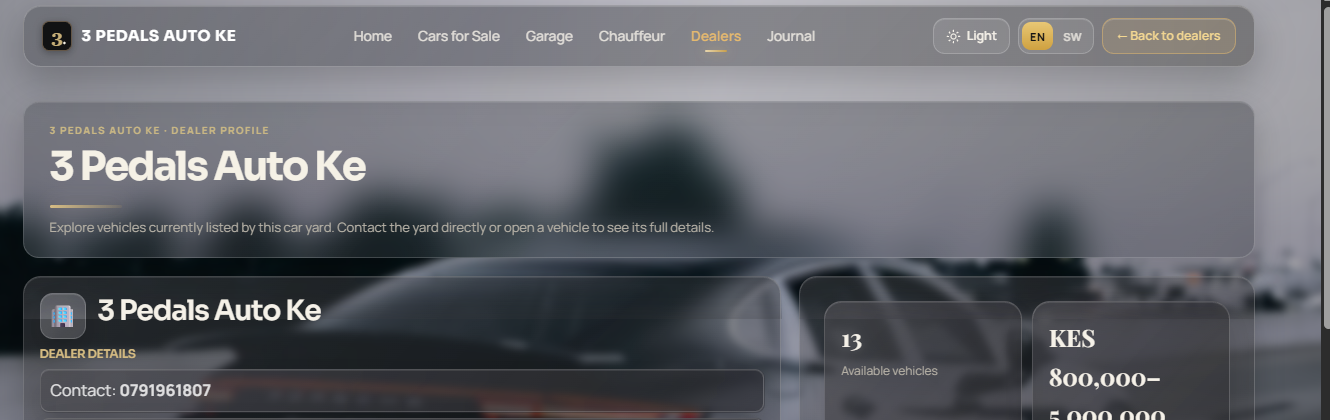 3.
3 PEDALS AUTO KE
Home
Cars for Sale
Garage
Chauffeur
Dealers
Journal
Light
EN
SW
← Back to dealers
3 PEDALS AUTO KE · DEALER PROFILE
3 Pedals Auto Ke
Explore vehicles currently listed by this car yard. Contact the yard directly or open a vehicle to see its full details.
3 Pedals Auto Ke
DEALER DETAILS
Contact: 0791961807
13
Available vehicles
KES
800,000–
5,000,000